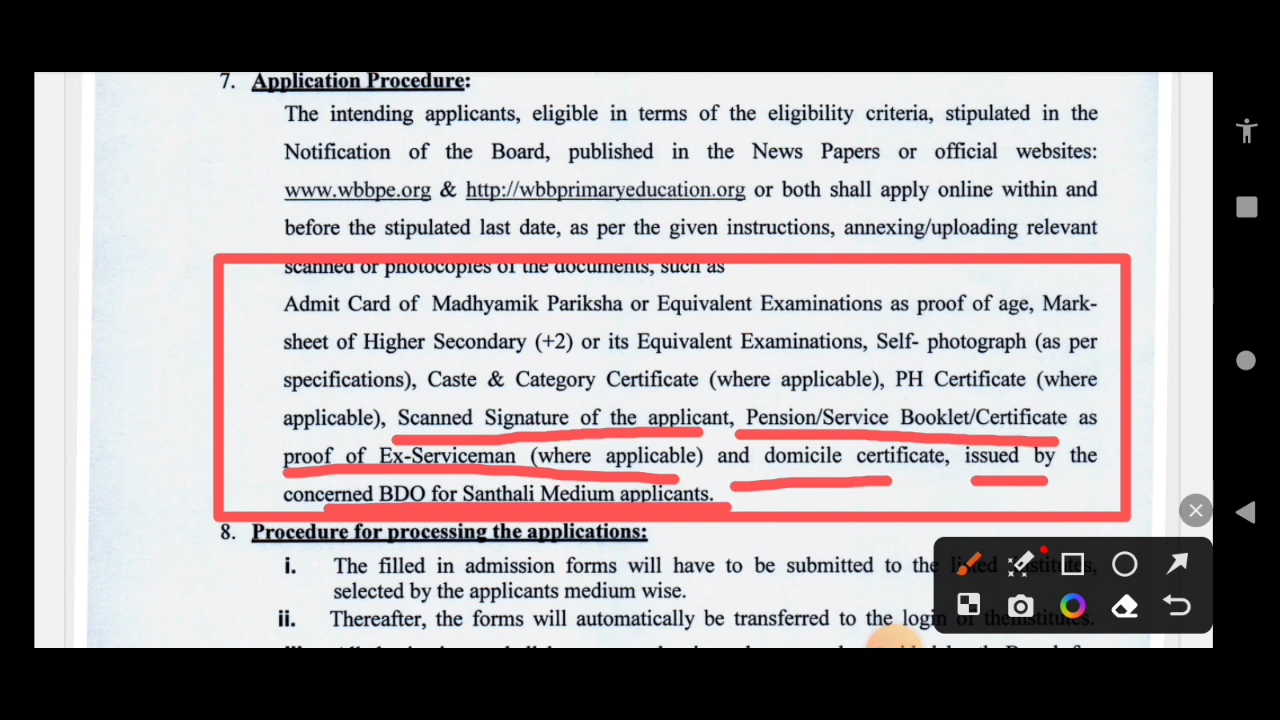 7. Application Procedure:
The intending applicants, eligible in terms of the eligibility criteria, stipulated in the
Notification of the Board, published in the News Papers or official websites:
www.wbbpe.org & http://wbbprimaryeducation.org or both shall apply online within and
before the stipulated last date, as per the given instructions, annexing/uploading relevant
scanned or photocopies of the documents, such as
Admit Card of Madhyamik Pariksha or Equivalent Examinations as proof of age, Mark-
sheet of Higher Secondary (+2) or its Equivalent Examinations, Self- photograph (as per
specifications), Caste & Category Certificate (where applicable), PH Certificate (where
applicable), Scanned Signature of the applicant, Pension/Service Booklet/Certificate as
proof of Ex-Serviceman (where applicable) and domicile certificate, issued by the
concerned BDO for Santhali Medium applicants.
8. Procedure for processing the applications:
i. The filled in admission forms will have to be submitted to the listed institutes,
selected by the applicants medium wise.
ii. Thereafter, the forms will automatically be transferred to the login of the institutes.